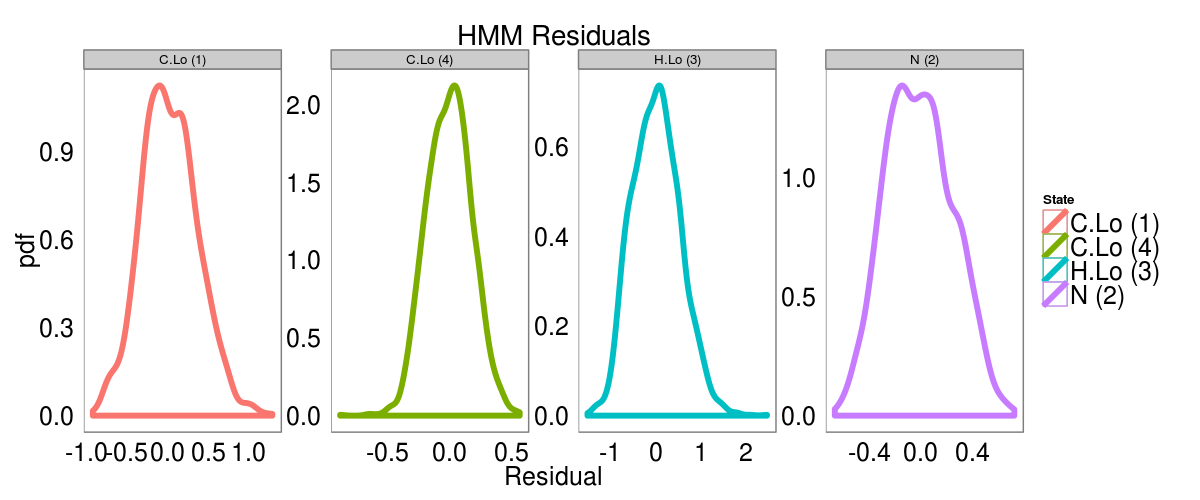 HMM Residuals
C.Lo (1)
C.Lo (4)
H.Lo (3)
N (2)
pdf
0.9
0.6
0.3
0.0
2.0
1.5
1.0
0.5
0.0
0.6
0.4
0.2
0.0
1.0
0.5
0.0
-1.0 -0.5 0.0 0.5 1.0
-0.5 0.0 0.5
-1 0 1 2
-0.4 0.0 0.4
Residual
State
C.Lo (1)
C.Lo (4)
H.Lo (3)
N (2)